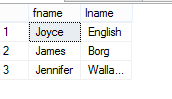 fname lname
1 Joyce English
2 James Borg
3 Jennifer Walla...